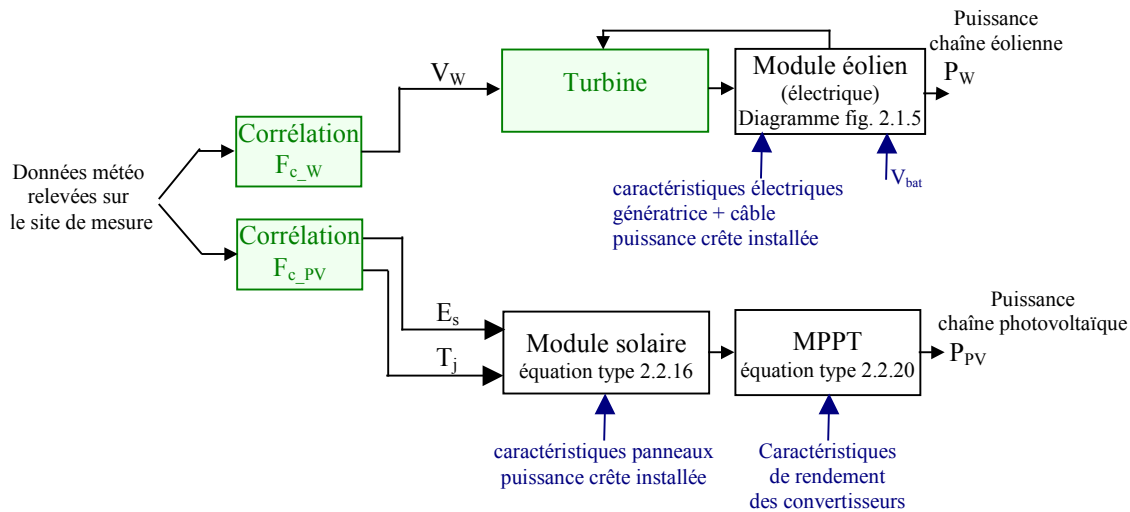 Puissance
chaîne éolienne
P_W
V_W
Turbine
Module éolien
(électrique)
Diagramme fig. 2.1.5
Corrélation
F_c_W
Données météo
relevées sur
le site de mesure
caractéristiques électriques
génératrice + câble
puissance crête installée
V_bat
Corrélation
F_c_PV
E_s
T_j
Module solaire
équation type 2.2.16
MPPT
équation type 2.2.20
Puissance
chaîne photovoltaïque
P_PV
caractéristiques panneaux
puissance crête installée
Caractéristiques
de rendement
des convertisseurs